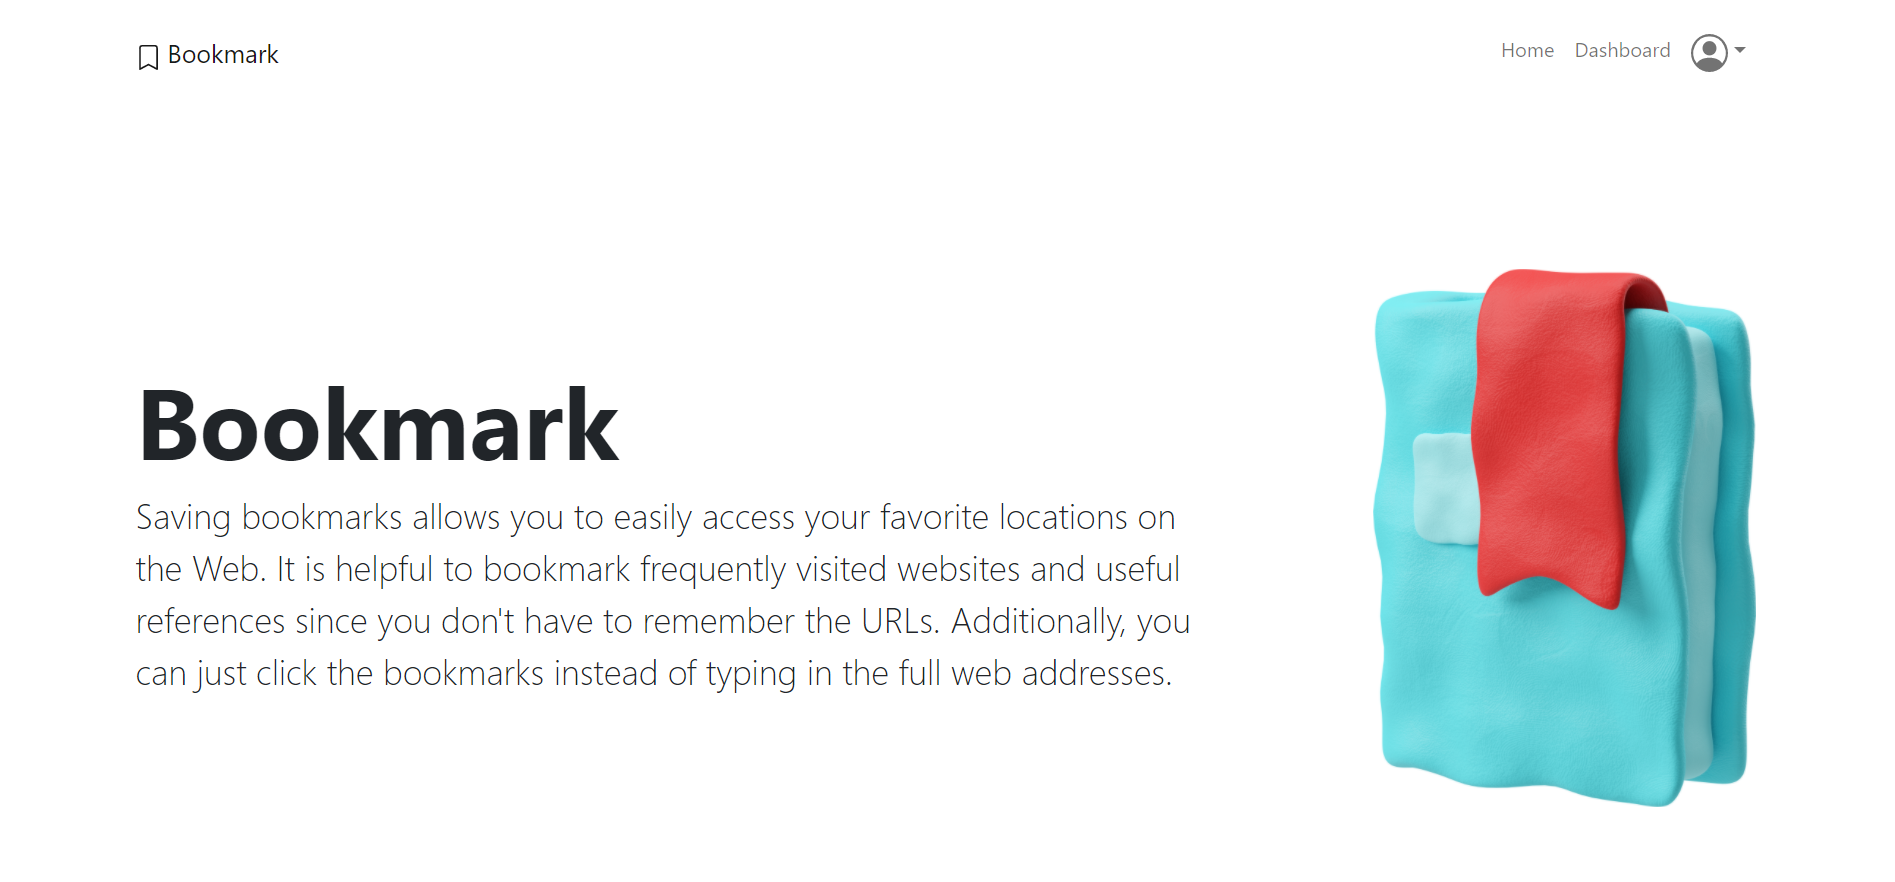 Bookmark
Home Dashboard
Bookmark
Saving bookmarks allows you to easily access your favorite locations on
the Web. It is helpful to bookmark frequently visited websites and useful
references since you don't have to remember the URLs. Additionally, you
can just click the bookmarks instead of typing in the full web addresses.